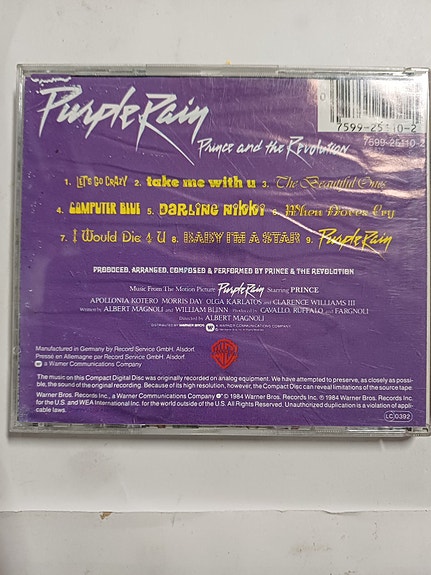 Purple Rain
Prince and the Revolution
0
7599-25110-2
7599-25110-2
1. LET'S GO CRAZY 2. take me with u 3. The Beautiful Ones
4. COMPUTER BLUE 5. DARLING NIKKI 6. When Doves Cry
7. I Would Die 4 U 8. BABY I'M A STAR 9. Purple Rain
PRODUCED, ARRANGED, COMPOSED & PERFORMED BY PRINCE & THE REVOLUTION
Music From The Motion Picture Purple Rain Starring PRINCE
APOLLONIA KOTERO MORRIS DAY OLGA KARLATOS and CLARENCE WILLIAMS III
Written by ALBERT MAGNOLI and WILLIAM BLINN Produced by CAVALLO, RUFFALO and FARGNOLI
Directed by ALBERT MAGNOLI
DISTRIBUTED BY WARNER BROS. A WARNER COMMUNICATIONS COMPANY
Manufactured in Germany by Record Service GmbH, Alsdorf.
Pressé en Allemagne par Record Service GmbH, Alsdorf.
a Warner Communications Company
The music on this Compact Digital Disc was originally recorded on analog equipment. We have attempted to preserve, as closely as possi-
ble, the sound of the original recording. Because of its high resolution, however, the Compact Disc can reveal limitations of the source tape.
Warner Bros. Records Inc., a Warner Communications Company ℗ © 1984 Warner Bros. Records Inc. ℗ 1984 Warner Bros. Records Inc.
for the U.S. and WEA International Inc. for the world outside of the U.S. All Rights Reserved. Unauthorized duplication is a violation of appli-
cable laws.
LC 0392